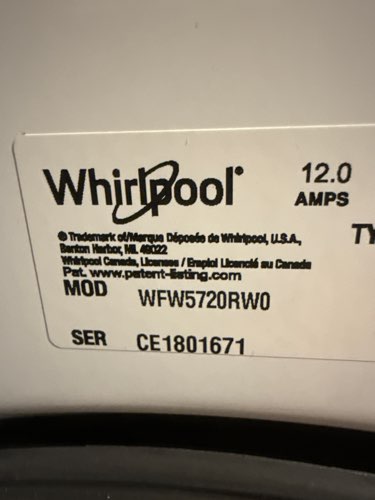 Whirlpool®
12.0
AMPS
TY
® Trademark of/Marque Déposée de Whirlpool, U.S.A.,
Benton Harbor, MI. 49022
Whirlpool Canada, Licensee / Emploi Licencié au Canada
Pat. www.patent-listing.com
MOD WFW5720RW0
SER CE1801671